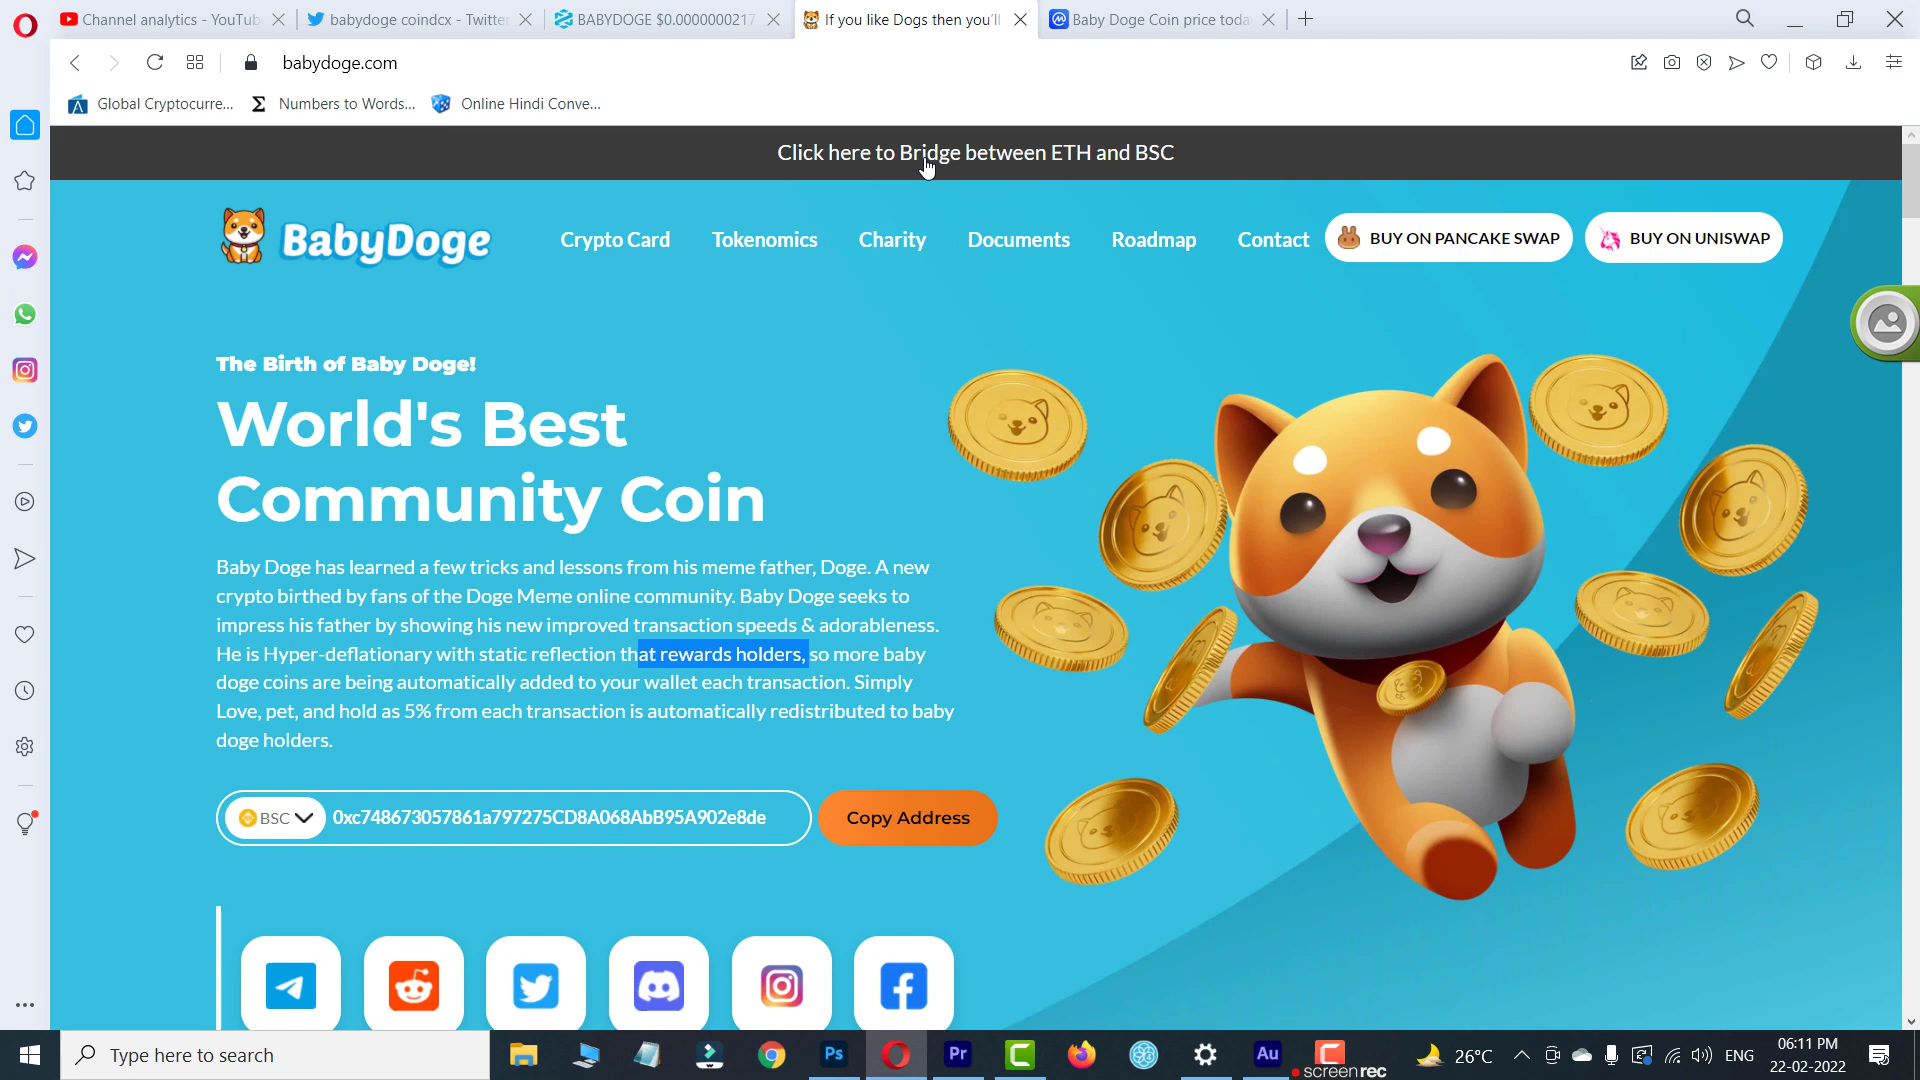 Channel analytics - YouTub
babydoge coindcx - Twitter
BABYDOGE $0.0000000217
If you like Dogs then you'll
Baby Doge Coin price toda
babydoge.com
Global Cryptocurre...
Numbers to Words...
Online Hindi Conve...
Click here to Bridge between ETH and BSC
BabyDoge
Crypto Card
Tokenomics
Charity
Documents
Roadmap
Contact
BUY ON PANCAKE SWAP
BUY ON UNISWAP
The Birth of Baby Doge!
World's Best
Community Coin
Baby Doge has learned a few tricks and lessons from his meme father, Doge. A new
crypto birthed by fans of the Doge Meme online community. Baby Doge seeks to
impress his father by showing his new improved transaction speeds & adorableness.
He is Hyper-deflationary with static reflection that rewards holders, so more baby
doge coins are being automatically added to your wallet each transaction. Simply
Love, pet, and hold as 5% from each transaction is automatically redistributed to baby
doge holders.
BSC
0xc748673057861a797275CD8A068AbB95A902e8de
Copy Address
Type here to search
Ps
Pr
Au
screenrec
26°C
ENG
06:11 PM
22-02-2022